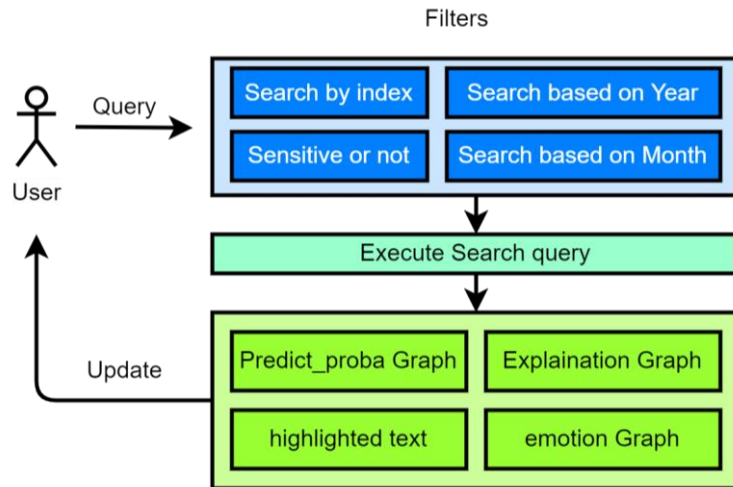 Filters
Query
User
Search by index
Search based on Year
Sensitive or not
Search based on Month
Execute Search query
Predict_proba Graph
Explaination Graph
highlighted text
emotion Graph
Update